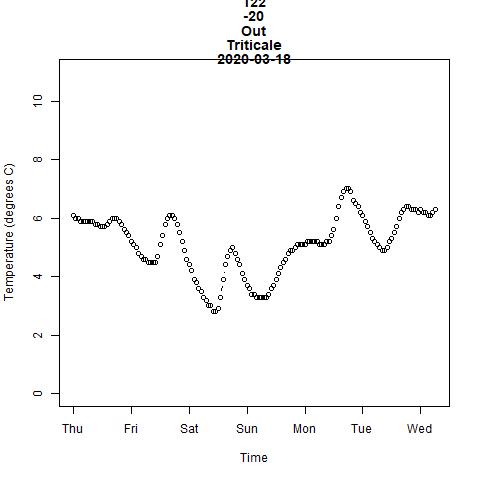 122
-20
Out
Triticale
2020-03-18
Temperature (degrees C)
10
8
6
4
2
0
Thu Fri Sat Sun Mon Tue Wed
Time